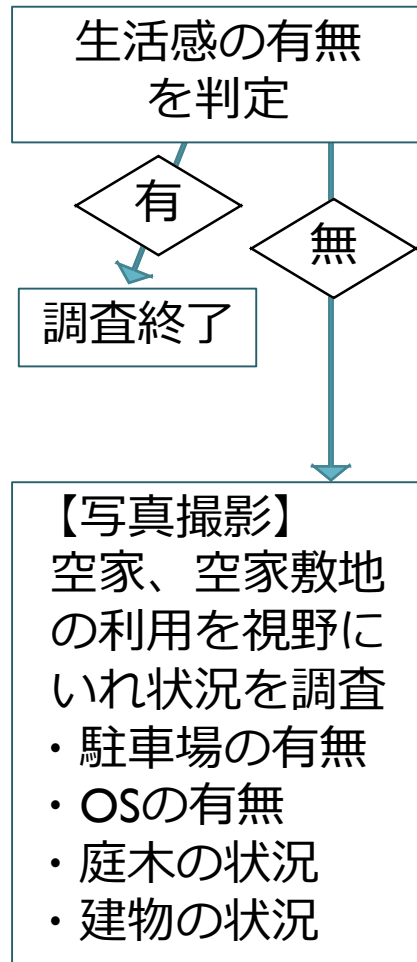 生活感の有無
を判定
有
無
調査終了
【写真撮影】
空家、空家敷地
の利用を視野に
いれ状況を調査
・駐車場の有無
・OSの有無
・庭木の状況
・建物の状況